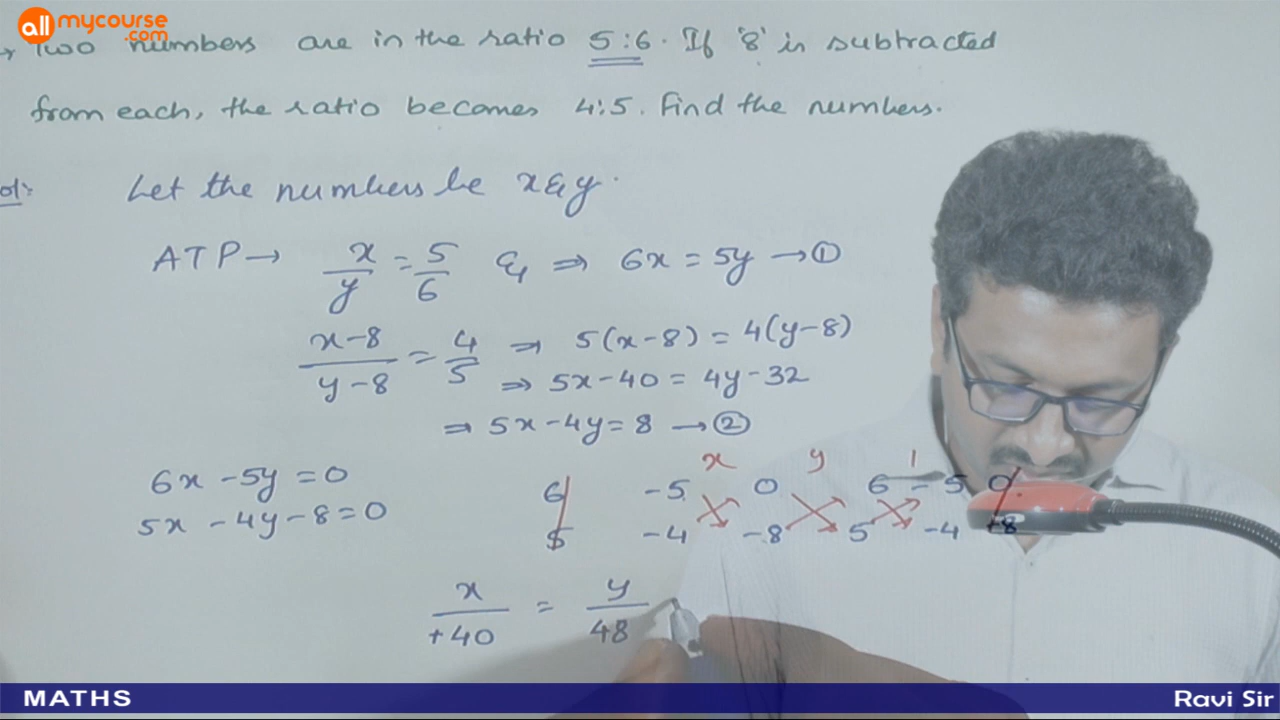 allmycourse.com
Two numbers are in the ratio 5:6. If '8' is subtracted
from each, the ratio becomes 4:5. Find the numbers.
Let the numbers be x & y.
ATP → x/y = 5/6 & ⇒ 6x = 5y → ①
x-8/y-8 = 4/5 ⇒ 5(x-8) = 4(y-8)
⇒ 5x-40 = 4y-32
⇒ 5x-4y = 8 → ②
x y 1
6x -5y = 0 6 -5 0 6 -5 0
5x -4y-8 = 0 5 -4 -8 5 -4 -8
x/+40 = y/48
MATHS Ravi Sir